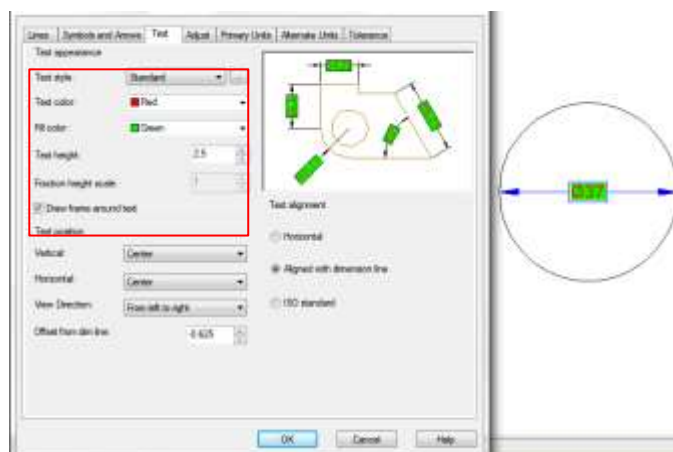 Lines Symbols and Arrows Text Adjust Primary Units Alternate Units Tolerance
Text appearance
Text style: Standard
Text color: Red
Fill color: Green
Text height: 2.5
Fraction height scale: 1
Draw frame around text
Text position
Vertical: Center
Horizontal: Center
View Direction: From left to right
Offset from dim line: 0.625
Text alignment
Horizontal
Aligned with dimension line
ISO standard
Ø37
OK Cancel Help